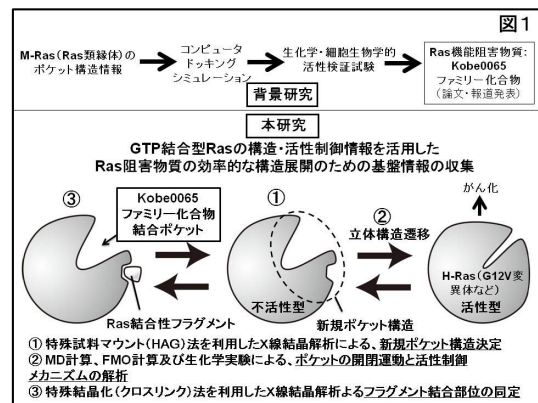 図1
M-Ras(Ras類縁体)の
ポケット構造情報
コンピュータ
ドッキング
シミュレーション
生化学・細胞生物学的
活性検証試験
Ras機能阻害物質:
Kobe0065
ファミリー化合物
(論文・報道発表)
背景研究
本研究
GTP結合型Rasの構造・活性制御情報を活用した
Ras阻害物質の効率的な構造展開のための基盤情報の収集
③
Kobe0065
ファミリー化合物
結合ポケット
Ras結合性フラグメント
①
不活性型
新規ポケット構造
②
立体構造遷移
がん化
H-Ras(G12V変
異体など)
活性型
① 特殊試料マウント(HAG)法を利用したX線結晶解析による、新規ポケット構造決定
② MD計算、FMO計算及び生化学実験による、ポケットの開閉運動と活性制御
メカニズムの解析
③ 特殊結晶化(クロスリンク)法を利用したX線結晶解析よるフラグメント結合部位の同定